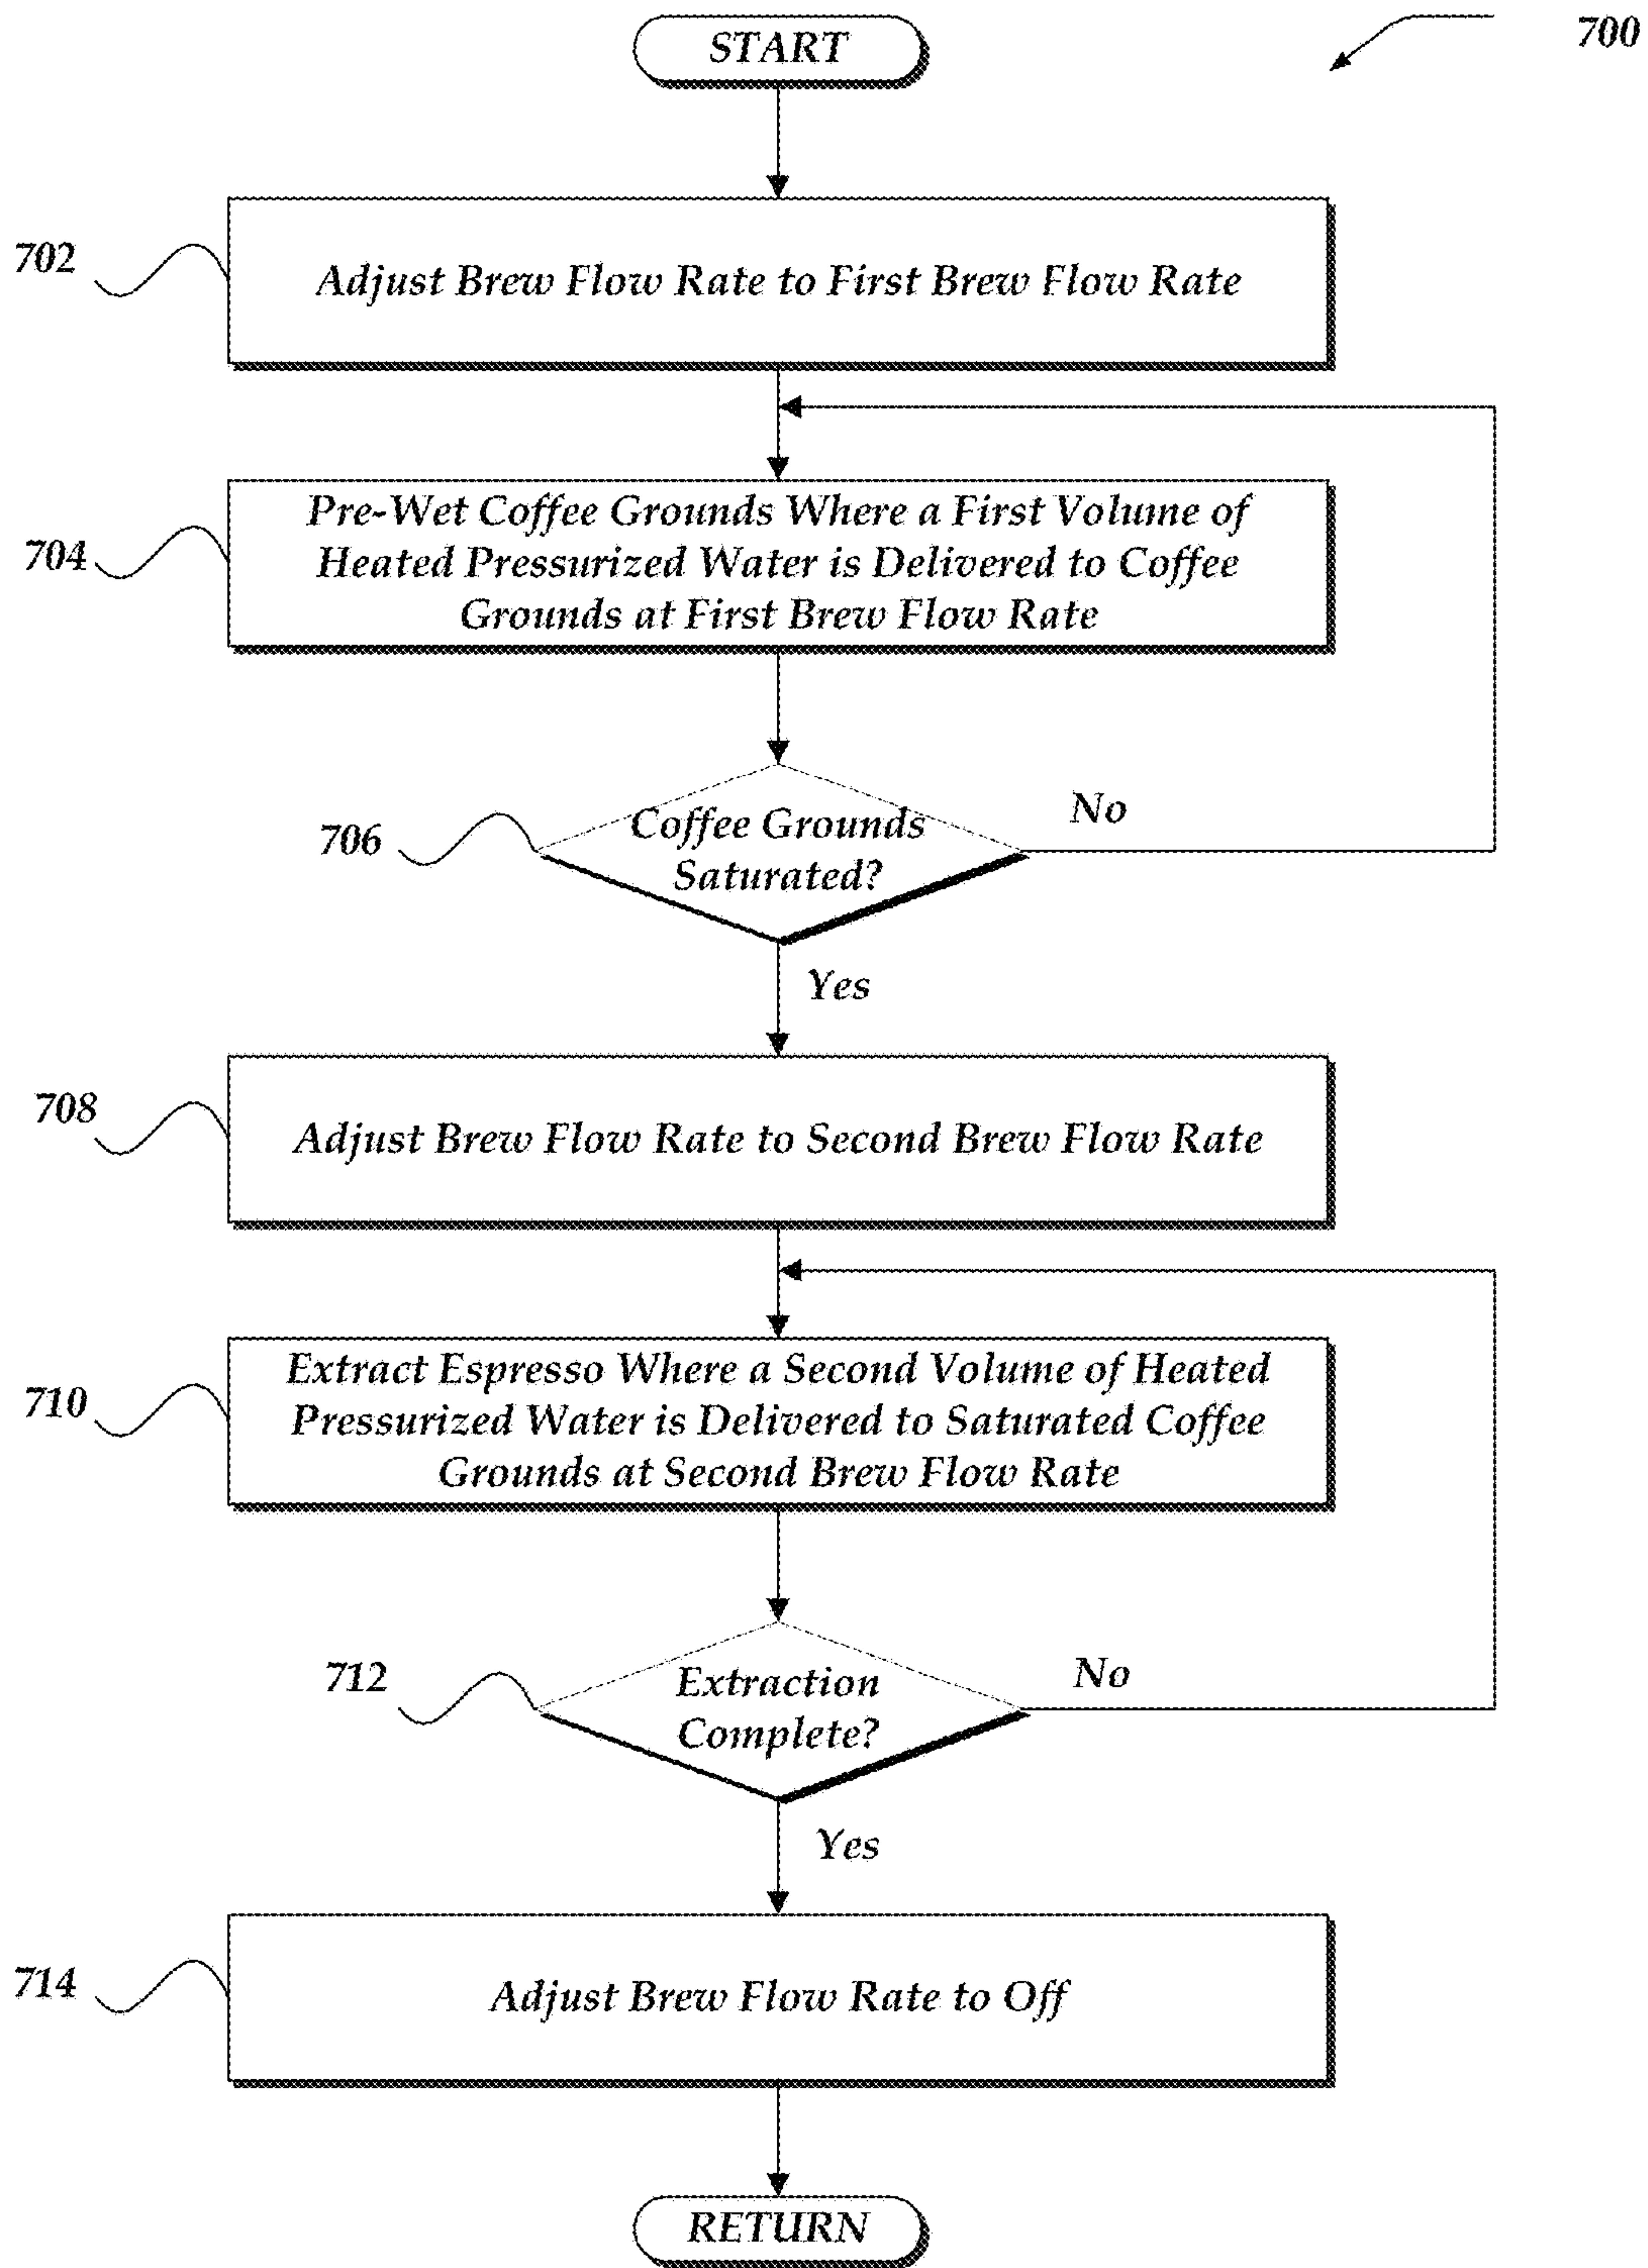 START
700
702
Adjust Brew Flow Rate to First Brew Flow Rate
704
Pre-Wet Coffee Grounds Where a First Volume of
Heated Pressurized Water is Delivered to Coffee
Grounds at First Brew Flow Rate
706
Coffee Grounds
Saturated?
No
Yes
708
Adjust Brew Flow Rate to Second Brew Flow Rate
710
Extract Espresso Where a Second Volume of Heated
Pressurized Water is Delivered to Saturated Coffee
Grounds at Second Brew Flow Rate
712
Extraction
Complete?
No
Yes
714
Adjust Brew Flow Rate to Off
RETURN